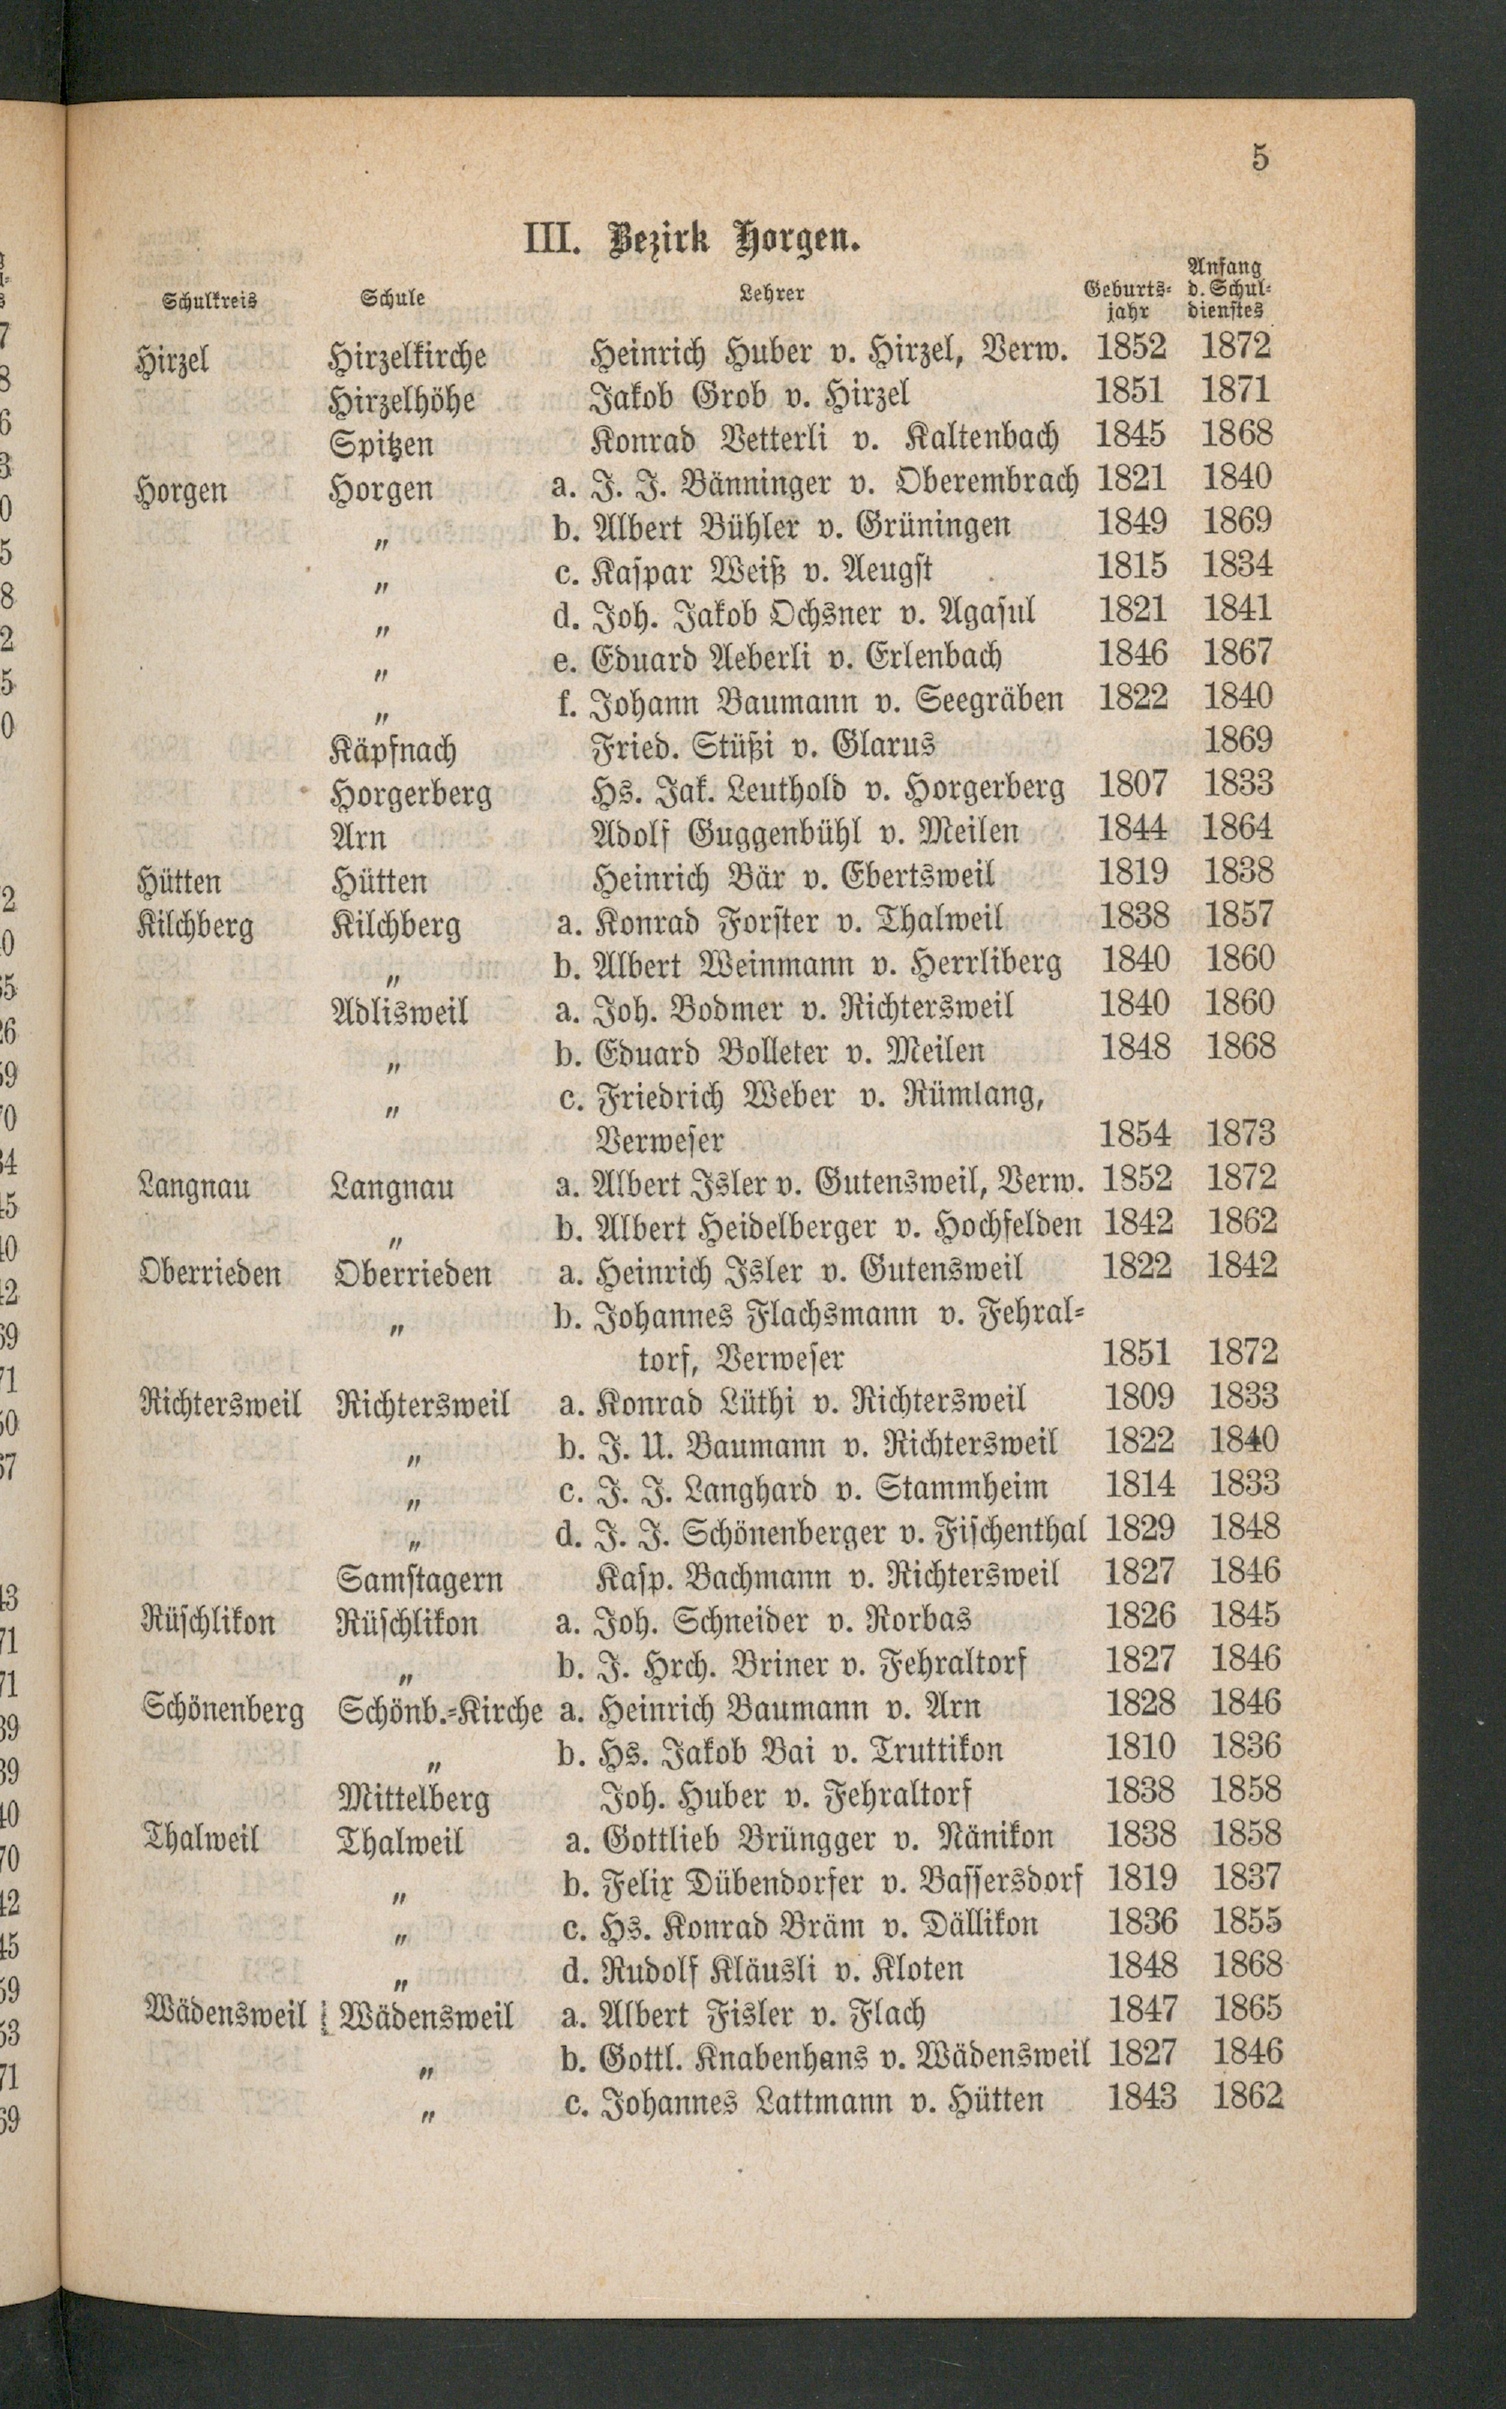 5
III. Bezirk Horgen.
Schulkreis Schule Lehrer Geburts- jahr Anfang d. Schul- dienstes
Hirzel Hirzelkirche Heinrich Huber v. Hirzel, Verw. 1852 1872
Hirzelhöhe Jakob Grob v. Hirzel 1851 1871
Spitzen Konrad Vetterli v. Kaltenbach 1845 1868
Horgen Horgen a. J. J. Bänninger v. Oberembrach 1821 1840
" b. Albert Bühler v. Grüningen 1849 1869
" c. Kaspar Weiß v. Aeugst 1815 1834
" d. Joh. Jakob Ochsner v. Agasul 1821 1841
" e. Eduard Aeberli v. Erlenbach 1846 1867
" f. Johann Baumann v. Seegräben 1822 1840
Käpfnach Fried. Stüßi v. Glarus 1869
Horgerberg Hs. Jak. Leuthold v. Horgerberg 1807 1833
Arn Adolf Guggenbühl v. Meilen 1844 1864
Hütten Hütten Heinrich Bär v. Ebertsweil 1819 1838
Kilchberg Kilchberg a. Konrad Forster v. Thalweil 1838 1857
" b. Albert Weinmann v. Herrliberg 1840 1860
Adlisweil a. Joh. Bodmer v. Richtersweil 1840 1860
" b. Eduard Bolleter v. Meilen 1848 1868
" c. Friedrich Weber v. Rümlang,
Verweser 1854 1873
Langnau Langnau a. Albert Isler v. Gutensweil, Verw. 1852 1872
" b. Albert Heidelberger v. Hochfelden 1842 1862
Oberrieden Oberrieden a. Heinrich Isler v. Gutensweil 1822 1842
" b. Johannes Flachsmann v. Fehral-
torf, Verweser 1851 1872
Richtersweil Richtersweil a. Konrad Lüthi v. Richtersweil 1809 1833
" b. J. U. Baumann v. Richtersweil 1822 1840
" c. J. J. Langhard v. Stammheim 1814 1833
" d. J. J. Schönenberger v. Fischenthal 1829 1848
Samstagern Kasp. Bachmann v. Richtersweil 1827 1846
Rüschlikon Rüschlikon a. Joh. Schneider v. Rorbas 1826 1845
" b. J. Hrch. Briner v. Fehraltorf 1827 1846
Schönenberg Schönb.-Kirche a. Heinrich Baumann v. Arn 1828 1846
" b. Hs. Jakob Bai v. Truttikon 1810 1836
Mittelberg Joh. Huber v. Fehraltorf 1838 1858
Thalweil Thalweil a. Gottlieb Brüngger v. Nänikon 1838 1858
" b. Felix Dübendorfer v. Bassersdorf 1819 1837
" c. Hs. Konrad Bräm v. Dällikon 1836 1855
" d. Rudolf Kläusli v. Kloten 1848 1868
Wädensweil Wädensweil a. Albert Fisler v. Flach 1847 1865
" b. Gottl. Knabenhans v. Wädensweil 1827 1846
" c. Johannes Lattmann v. Hütten 1843 1862